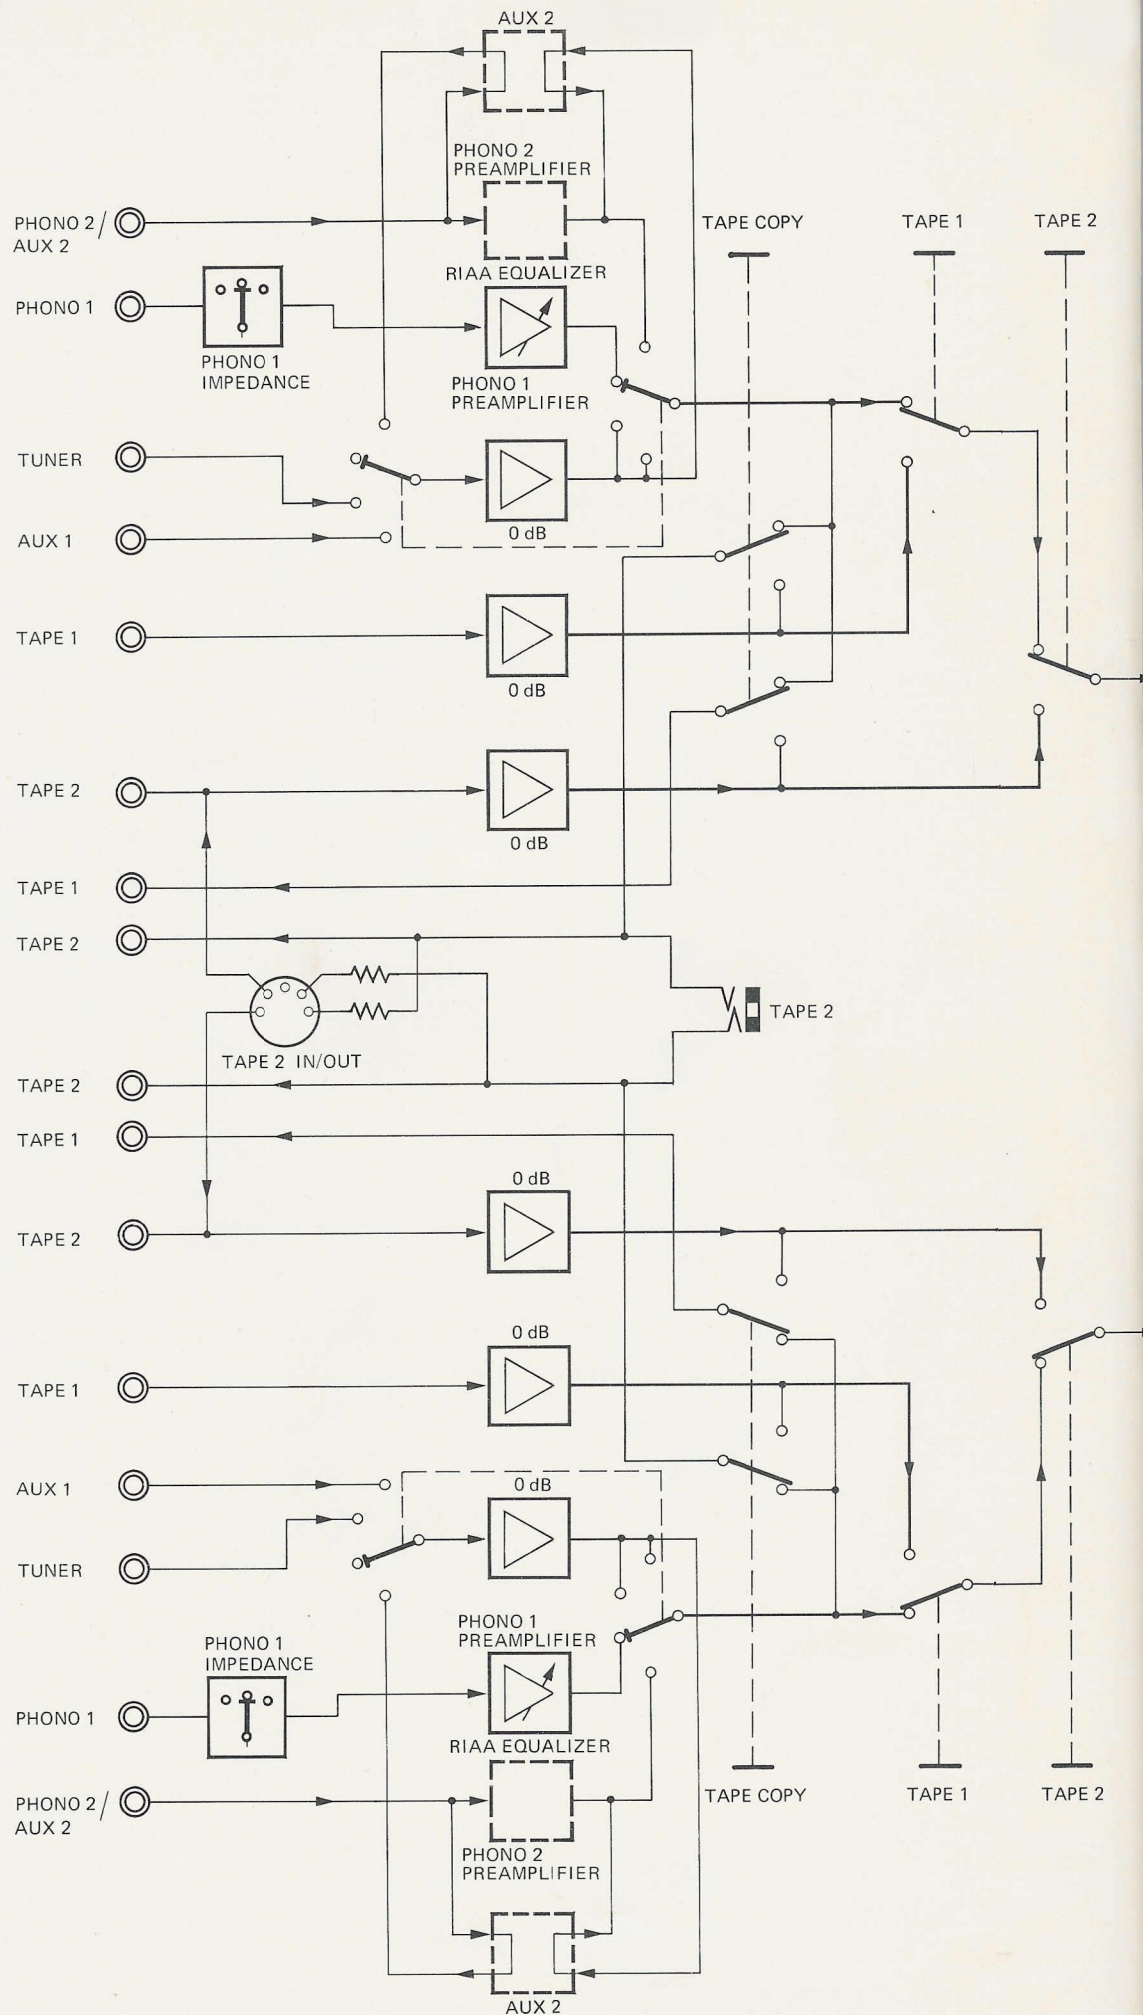 AUX 2
PHONO 2
PREAMPLIFIER
PHONO 2/
AUX 2
TAPE COPY
TAPE 1
TAPE 2
RIAA EQUALIZER
PHONO 1
PHONO 1
IMPEDANCE
PHONO 1
PREAMPLIFIER
TUNER
0 dB
AUX 1
TAPE 1
0 dB
TAPE 2
0 dB
TAPE 1
TAPE 2
TAPE 2
TAPE 2 IN/OUT
TAPE 2
TAPE 1
0 dB
TAPE 2
0 dB
TAPE 1
AUX 1
0 dB
TUNER
PHONO 1
PREAMPLIFIER
PHONO 1
IMPEDANCE
PHONO 1
RIAA EQUALIZER
TAPE COPY
TAPE 1
TAPE 2
PHONO 2/
AUX 2
PHONO 2
PREAMPLIFIER
AUX 2